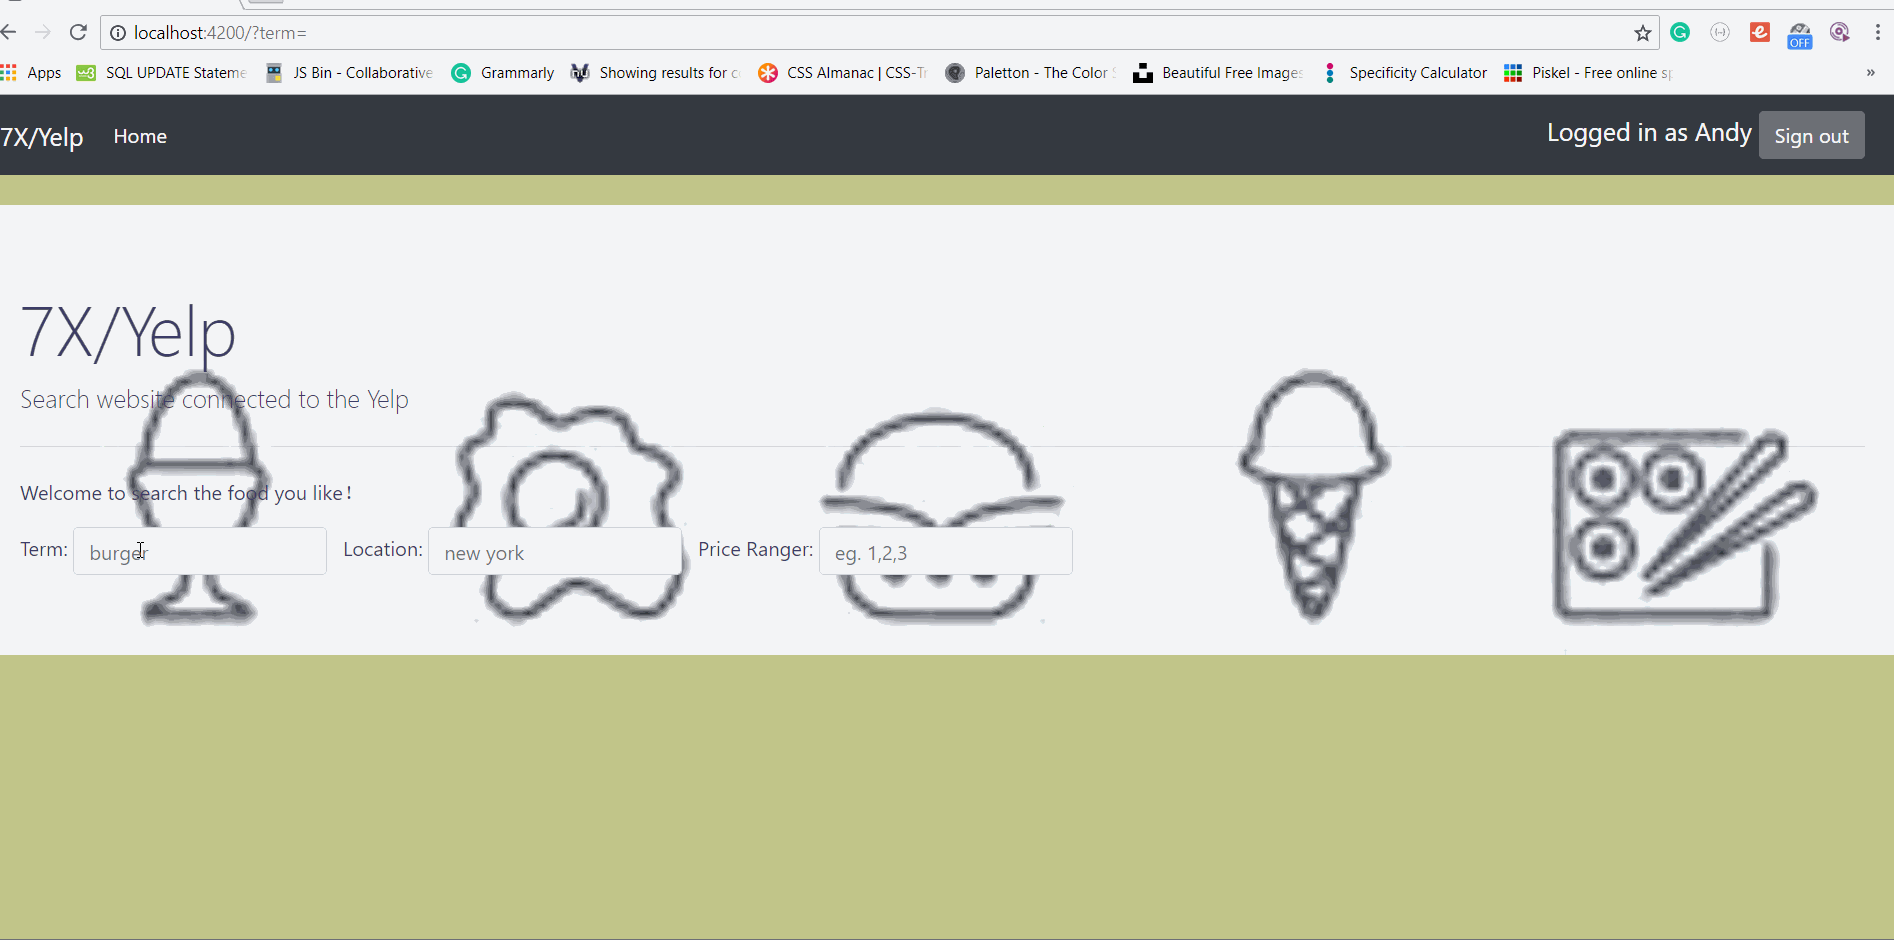 localhost:4200/?term=
OFF
Apps SQL UPDATE Stateme JS Bin - Collaborative Grammarly Showing results for c CSS Almanac | CSS-Tr Paletton - The Color S Beautiful Free Images Specificity Calculator Piskel - Free online sp »
7X/Yelp Home Logged in as Andy Sign out
7X/Yelp
Search website connected to the Yelp
Welcome to search the food you like!
Term: burger Location: new york Price Ranger: eg. 1,2,3